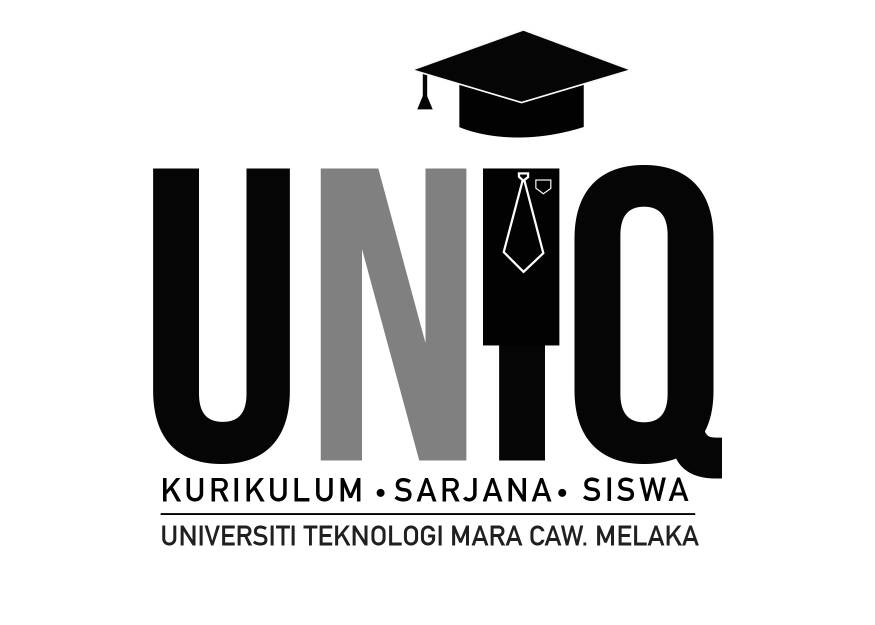 UNIQ
KURIKULUM • SARJANA • SISWA
UNIVERSITI TEKNOLOGI MARA CAW. MELAKA